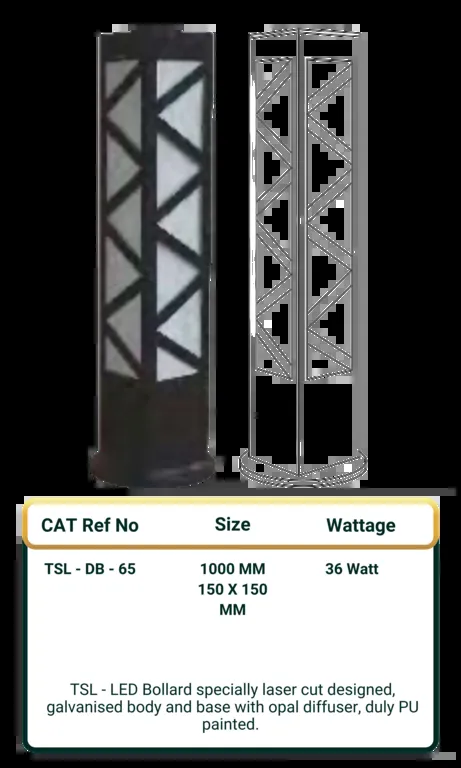 CAT Ref No Size Wattage
TSL - DB - 65 1000 MM 36 Watt
150 X 150
MM
TSL - LED Bollard specially laser cut designed,
galvanised body and base with opal diffuser, duly PU
painted.